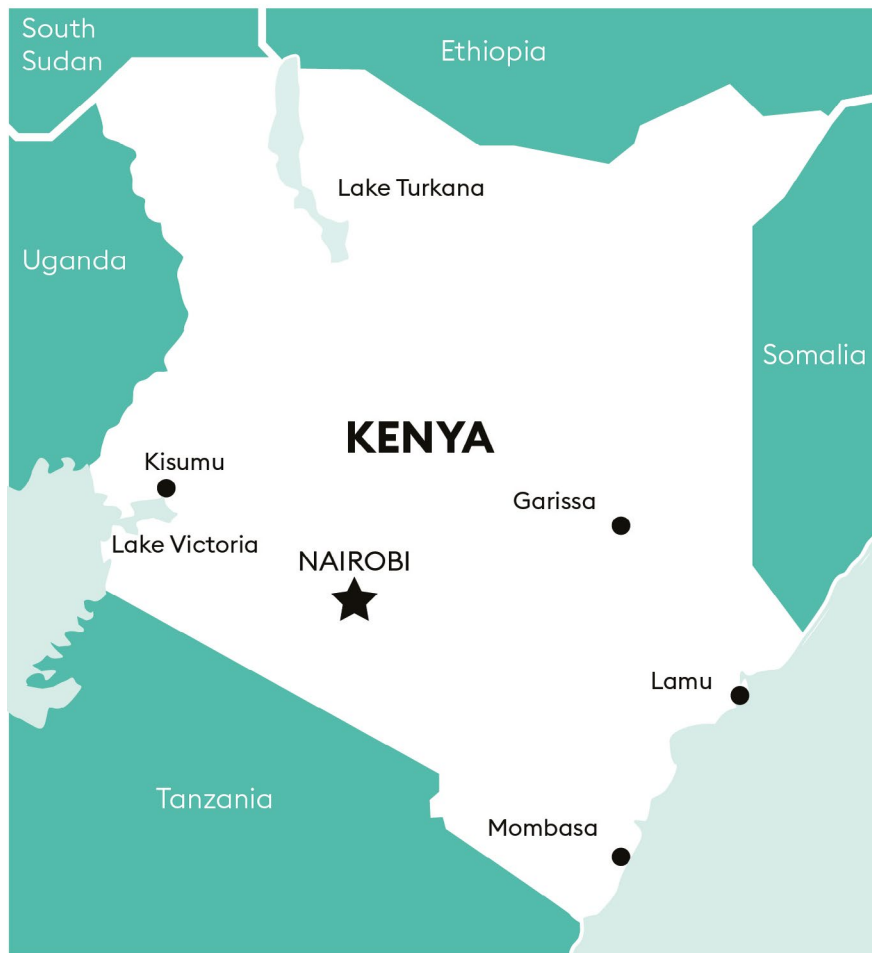 South
Sudan
Ethiopia
Lake Turkana
Uganda
Somalia
KENYA
Kisumu
Garissa
Lake Victoria
NAIROBI
Lamu
Tanzania
Mombasa